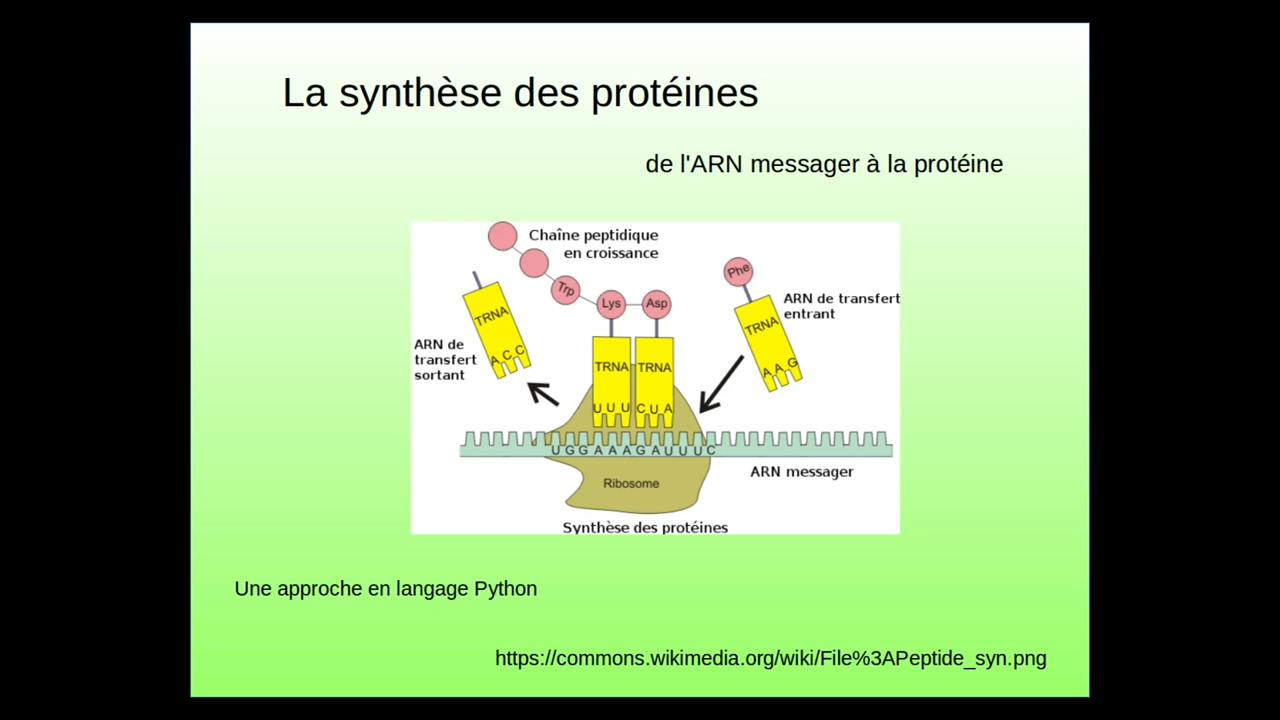 La synthèse des protéines
de l'ARN messager à la protéine
Chaîne peptidique
en croissance
Trp
Lys
Asp
Phe
ARN de transfert
entrant
TRNA
A A G
ARN de
transfert
sortant
TRNA
A C C
TRNA
U U U
TRNA
C U A
U G G A A A G A U U U C
ARN messager
Ribosome
Synthèse des protéines
Une approche en langage Python
https://commons.wikimedia.org/wiki/File%3APeptide_syn.png